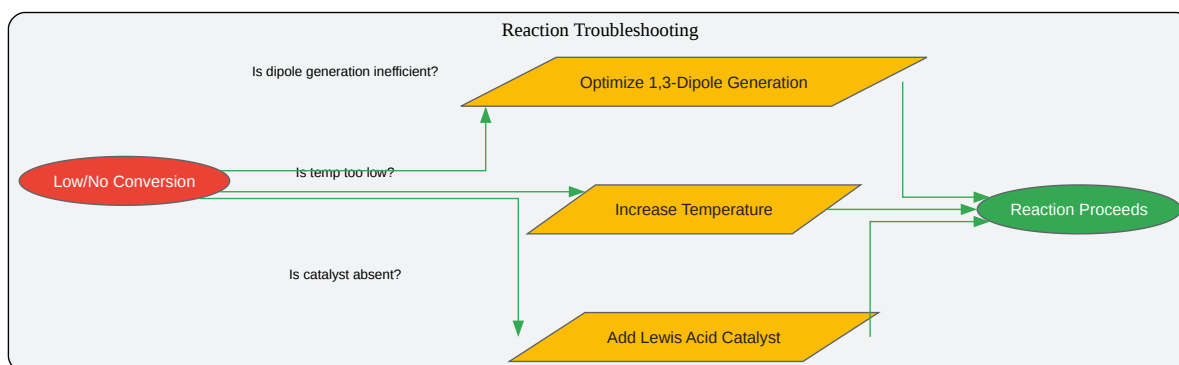 Reaction Troubleshooting
Is dipole generation inefficient?
Optimize 1,3-Dipole Generation
Low/No Conversion
Is temp too low?
Increase Temperature
Reaction Proceeds
Is catalyst absent?
Add Lewis Acid Catalyst